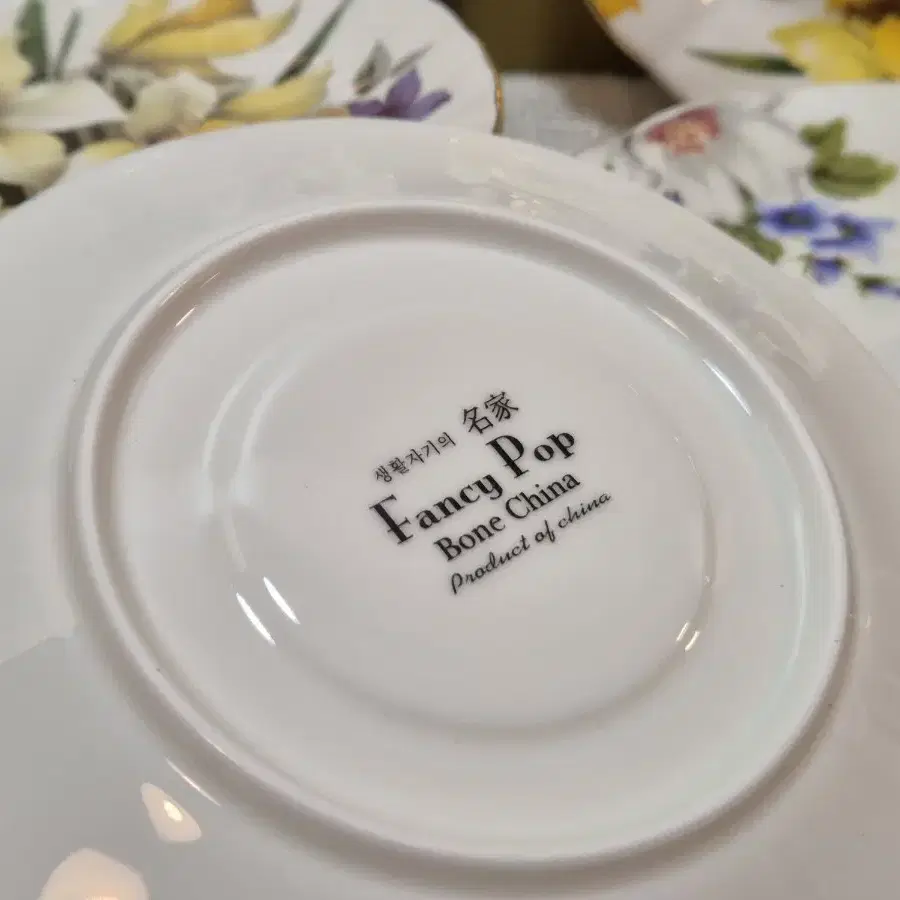 생활자기의 名家
Fancy Pop
Bone China
Product of china